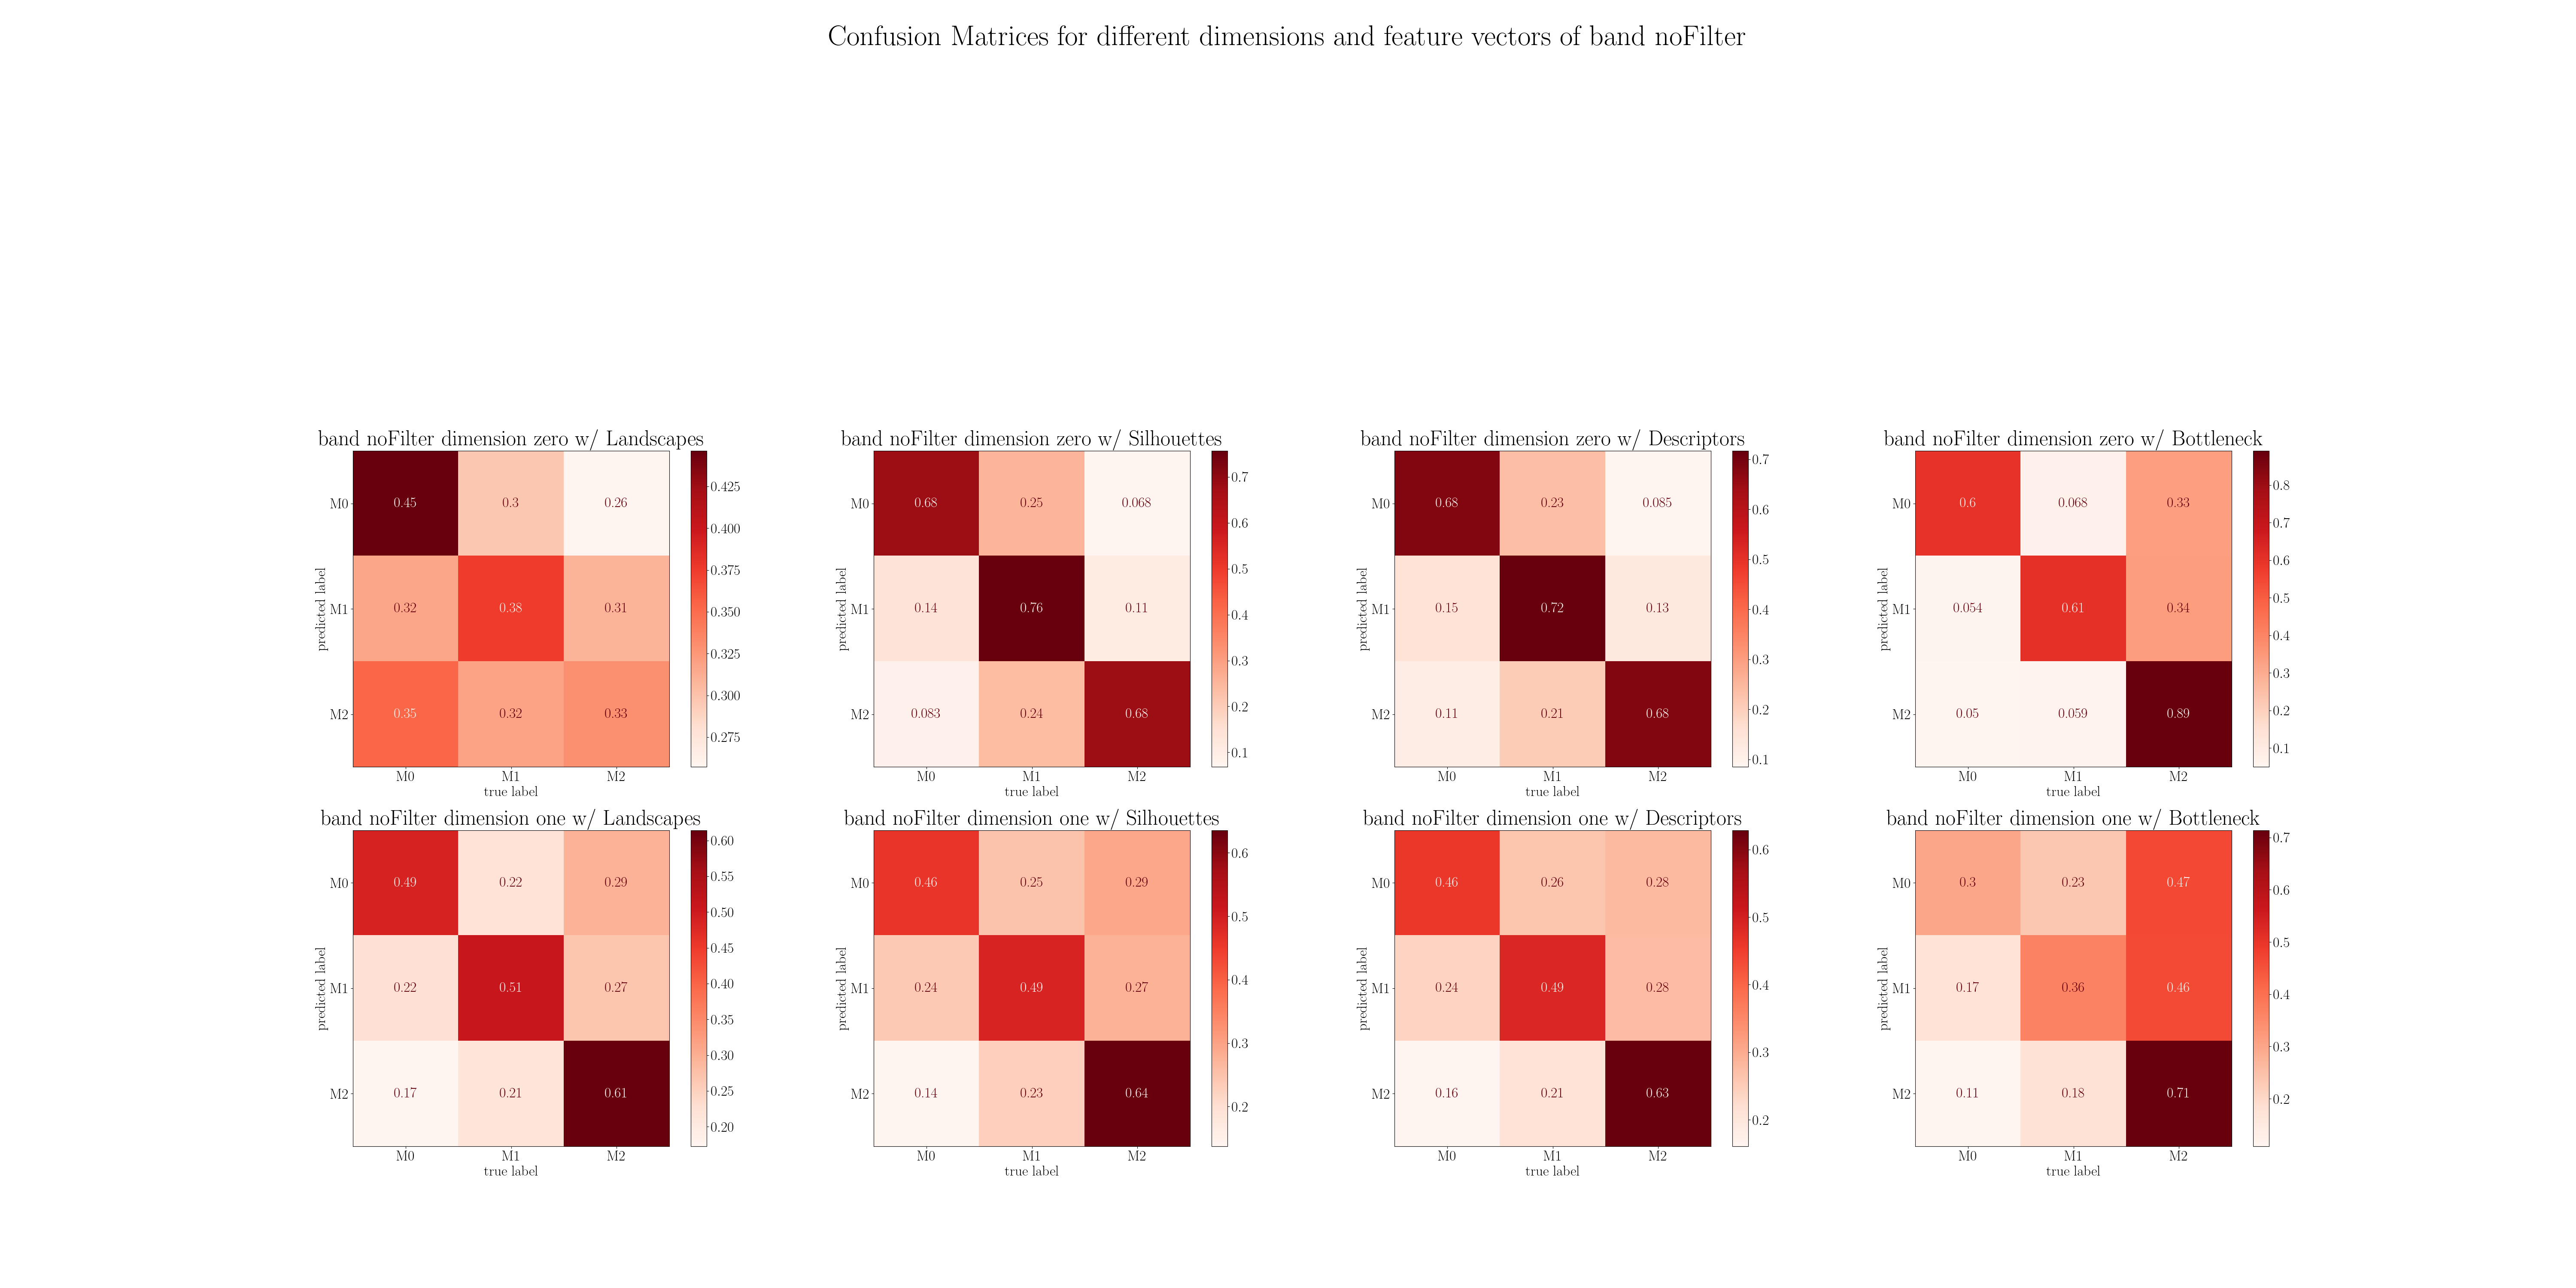 Confusion Matrices for different dimensions and feature vectors of band noFilter
band noFilter dimension zero w/ Landscapes
predicted label
M0 0.45 0.3 0.26
M1 0.32 0.38 0.31
M2 0.35 0.32 0.33
M0 M1 M2
true label
0.425
0.400
0.375
0.350
0.325
0.300
0.275
band noFilter dimension zero w/ Silhouettes
predicted label
M0 0.68 0.25 0.068
M1 0.14 0.76 0.11
M2 0.083 0.24 0.68
M0 M1 M2
true label
0.7
0.6
0.5
0.4
0.3
0.2
0.1
band noFilter dimension zero w/ Descriptors
predicted label
M0 0.68 0.23 0.085
M1 0.15 0.72 0.13
M2 0.11 0.21 0.68
M0 M1 M2
true label
0.7
0.6
0.5
0.4
0.3
0.2
0.1
band noFilter dimension zero w/ Bottleneck
predicted label
M0 0.6 0.068 0.33
M1 0.054 0.61 0.34
M2 0.05 0.059 0.89
M0 M1 M2
true label
0.8
0.7
0.6
0.5
0.4
0.3
0.2
0.1
band noFilter dimension one w/ Landscapes
predicted label
M0 0.49 0.22 0.29
M1 0.22 0.51 0.27
M2 0.17 0.21 0.61
M0 M1 M2
true label
0.60
0.55
0.50
0.45
0.40
0.35
0.30
0.25
0.20
band noFilter dimension one w/ Silhouettes
predicted label
M0 0.46 0.25 0.29
M1 0.24 0.49 0.27
M2 0.14 0.23 0.64
M0 M1 M2
true label
0.6
0.5
0.4
0.3
0.2
band noFilter dimension one w/ Descriptors
predicted label
M0 0.46 0.26 0.28
M1 0.24 0.49 0.28
M2 0.16 0.21 0.63
M0 M1 M2
true label
0.6
0.5
0.4
0.3
0.2
band noFilter dimension one w/ Bottleneck
predicted label
M0 0.3 0.23 0.47
M1 0.17 0.36 0.46
M2 0.11 0.18 0.71
M0 M1 M2
true label
0.7
0.6
0.5
0.4
0.3
0.2